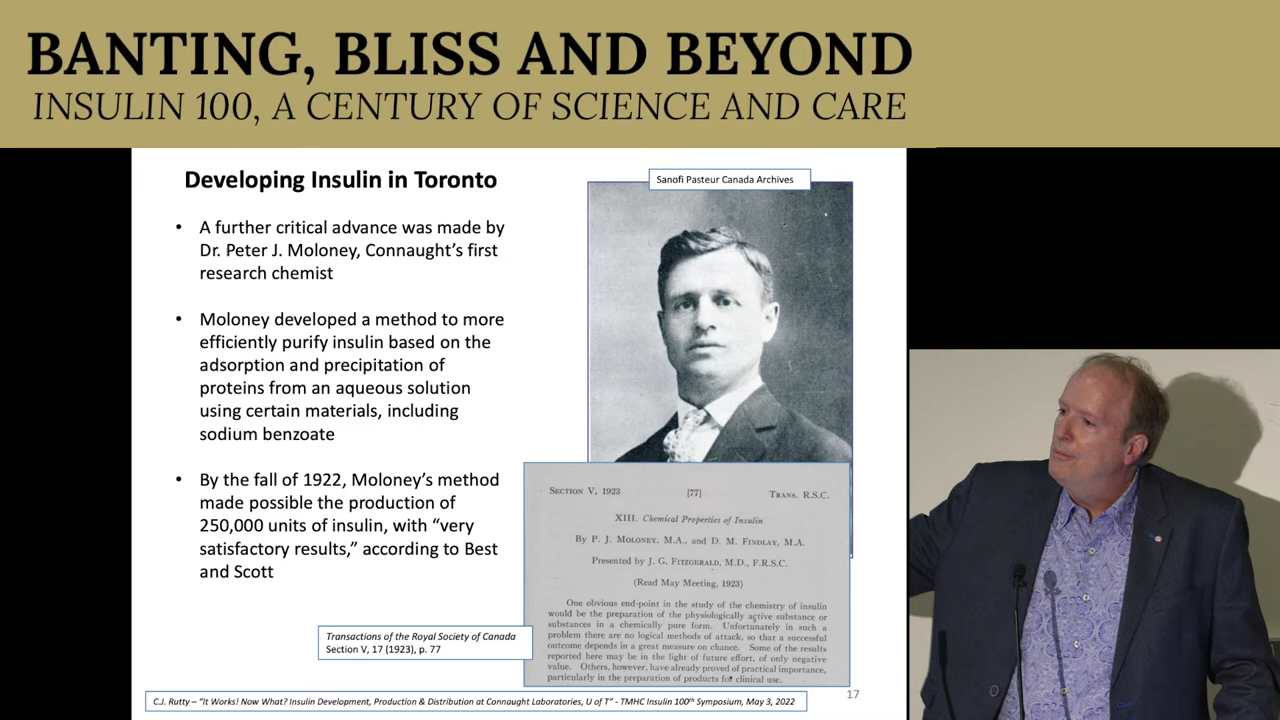 BANTING, BLISS AND BEYOND
INSULIN 100, A CENTURY OF SCIENCE AND CARE
Developing Insulin in Toronto
• A further critical advance was made by
Dr. Peter J. Moloney, Connaught's first
research chemist
• Moloney developed a method to more
efficiently purify insulin based on the
adsorption and precipitation of
proteins from an aqueous solution
using certain materials, including
sodium benzoate
• By the fall of 1922, Moloney's method
made possible the production of
250,000 units of insulin, with “very
satisfactory results,” according to Best
and Scott
Sanofi Pasteur Canada Archives
SECTION V, 1923 [77] TRANS. R.S.C.
XIII. Chemical Properties of Insulin
By P. J. MOLONEY, M.A., and D. M. FINDLAY, M.A.
Presented by J. G. FITZGERALD, M.D., F.R.S.C.
(Read May Meeting, 1923)
One obvious end-point in the study of the chemistry of insulin
would be the preparation of the physiologically active substance or
substances in a chemically pure form. Unfortunately in such a
problem there are no logical methods of attack, so that a successful
outcome depends in a great measure on chance. Some of the results
reported here may be in the light of future effort, of only negative
value. Others, however, have already proved of practical importance,
particularly in the preparation of products for clinical use.
Transactions of the Royal Society of Canada
Section V, 17 (1923), p. 77
C.J. Rutty – “It Works! Now What? Insulin Development, Production & Distribution at Connaught Laboratories, U of T” - TMHC Insulin 100th Symposium, May 3, 2022
17